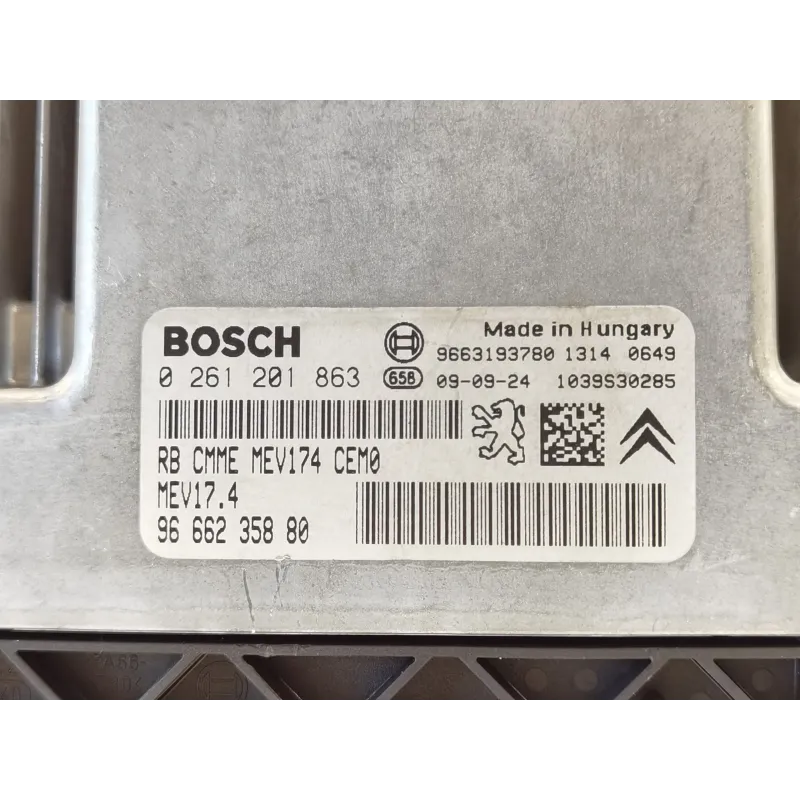 BOSCH
Made in Hungary
9663193780 1314 0649
0 261 201 863
658
09-09-24 1039S30285
RB CMME MEV174 CEM0
MEV17.4
96 662 358 80